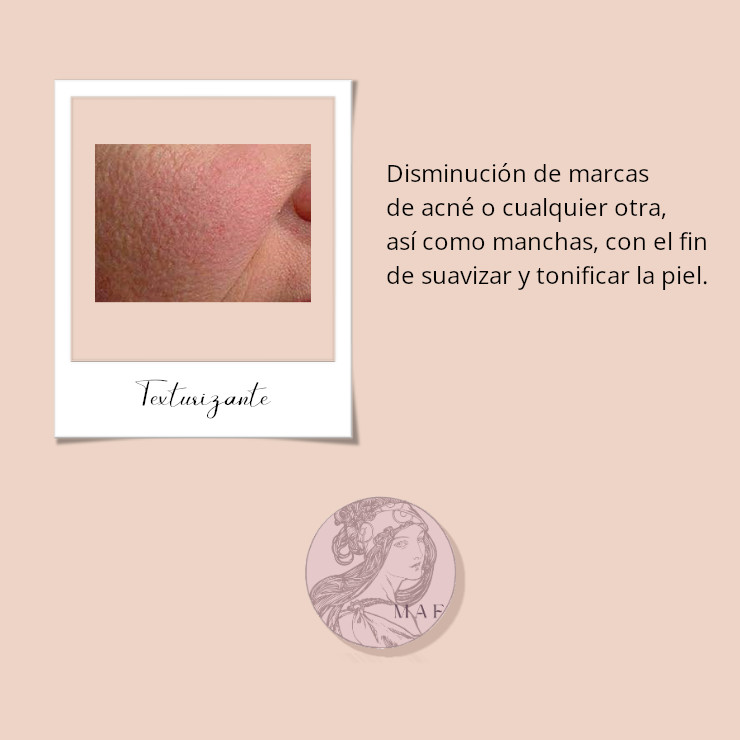 Disminución de marcas
de acné o cualquier otra,
así como manchas, con el fin
de suavizar y tonificar la piel.
Texturizante
MAF